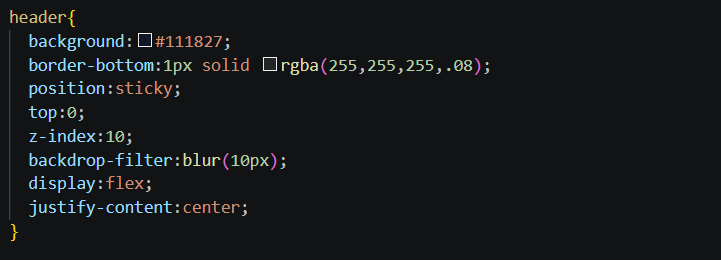 header{
background:#111827;
border-bottom:1px solid rgba(255,255,255,.08);
position:sticky;
top:0;
z-index:10;
backdrop-filter:blur(10px);
display:flex;
justify-content:center;
}